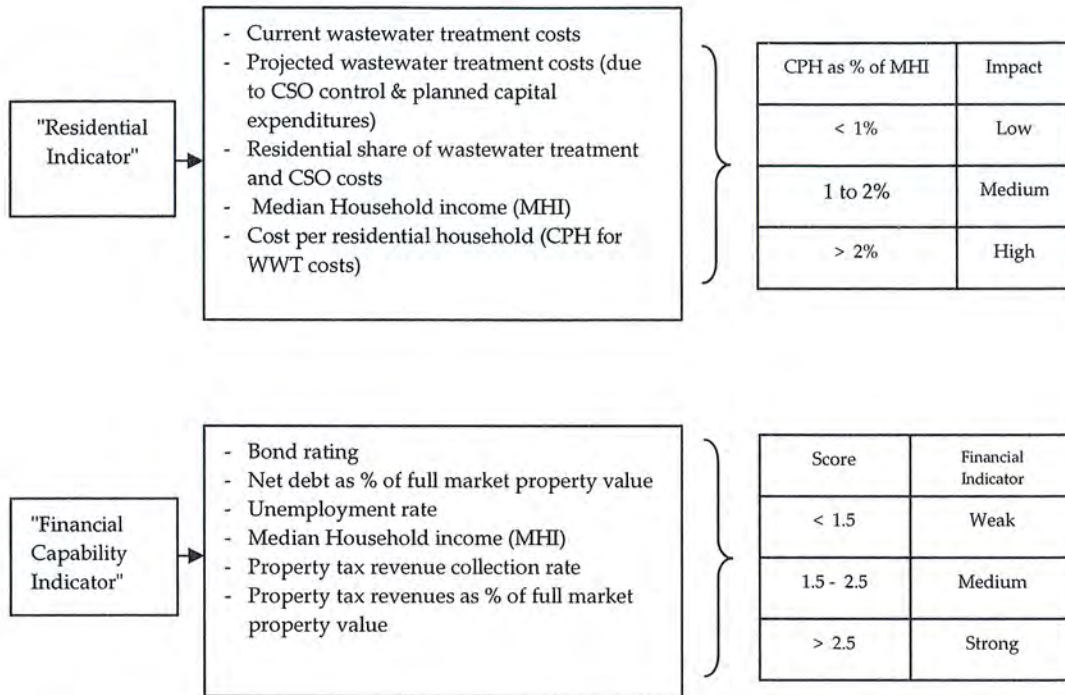 "Residential
Indicator"
- Current wastewater treatment costs
- Projected wastewater treatment costs (due
to CSO control & planned capital
expenditures)
- Residential share of wastewater treatment
and CSO costs
- Median Household income (MHI)
- Cost per residential household (CPH for
WWT costs)
CPH as % of MHI Impact
< 1% Low
1 to 2% Medium
> 2% High
"Financial
Capability
Indicator"
- Bond rating
- Net debt as % of full market property value
- Unemployment rate
- Median Household income (MHI)
- Property tax revenue collection rate
- Property tax revenues as % of full market
property value
Score Financial
Indicator
< 1.5 Weak
1.5 - 2.5 Medium
> 2.5 Strong